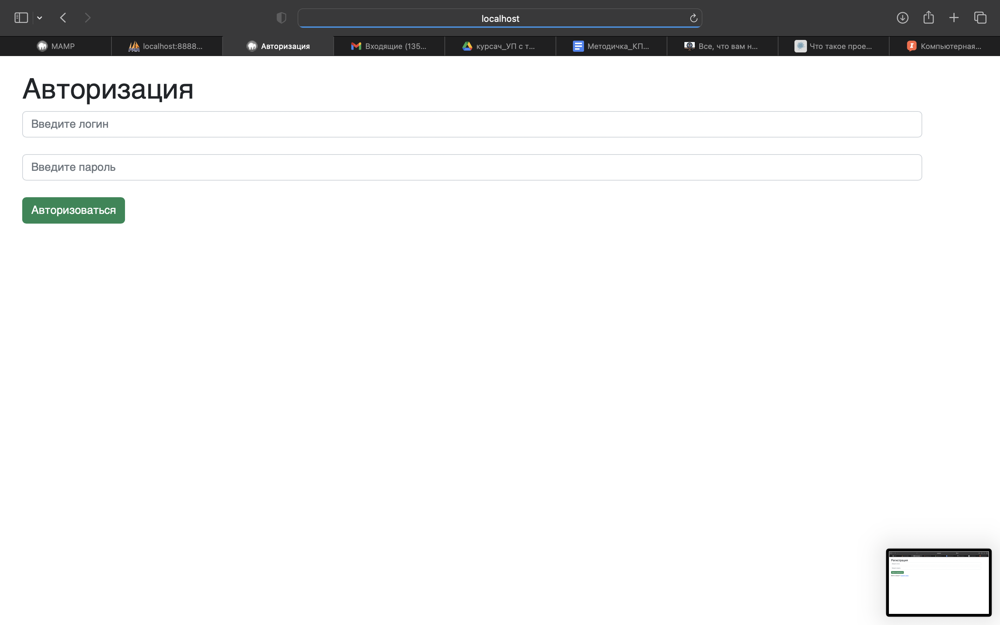 localhost
MAMP
PMA
localhost:8888...
Авторизация
Входящие (135...
курсач_УП с т...
Методичка_КП...
Все, что вам н...
Что такое прое...
Компьютерная...
Авторизация
Введите логин
Введите пароль
Авторизоваться
Регистрация